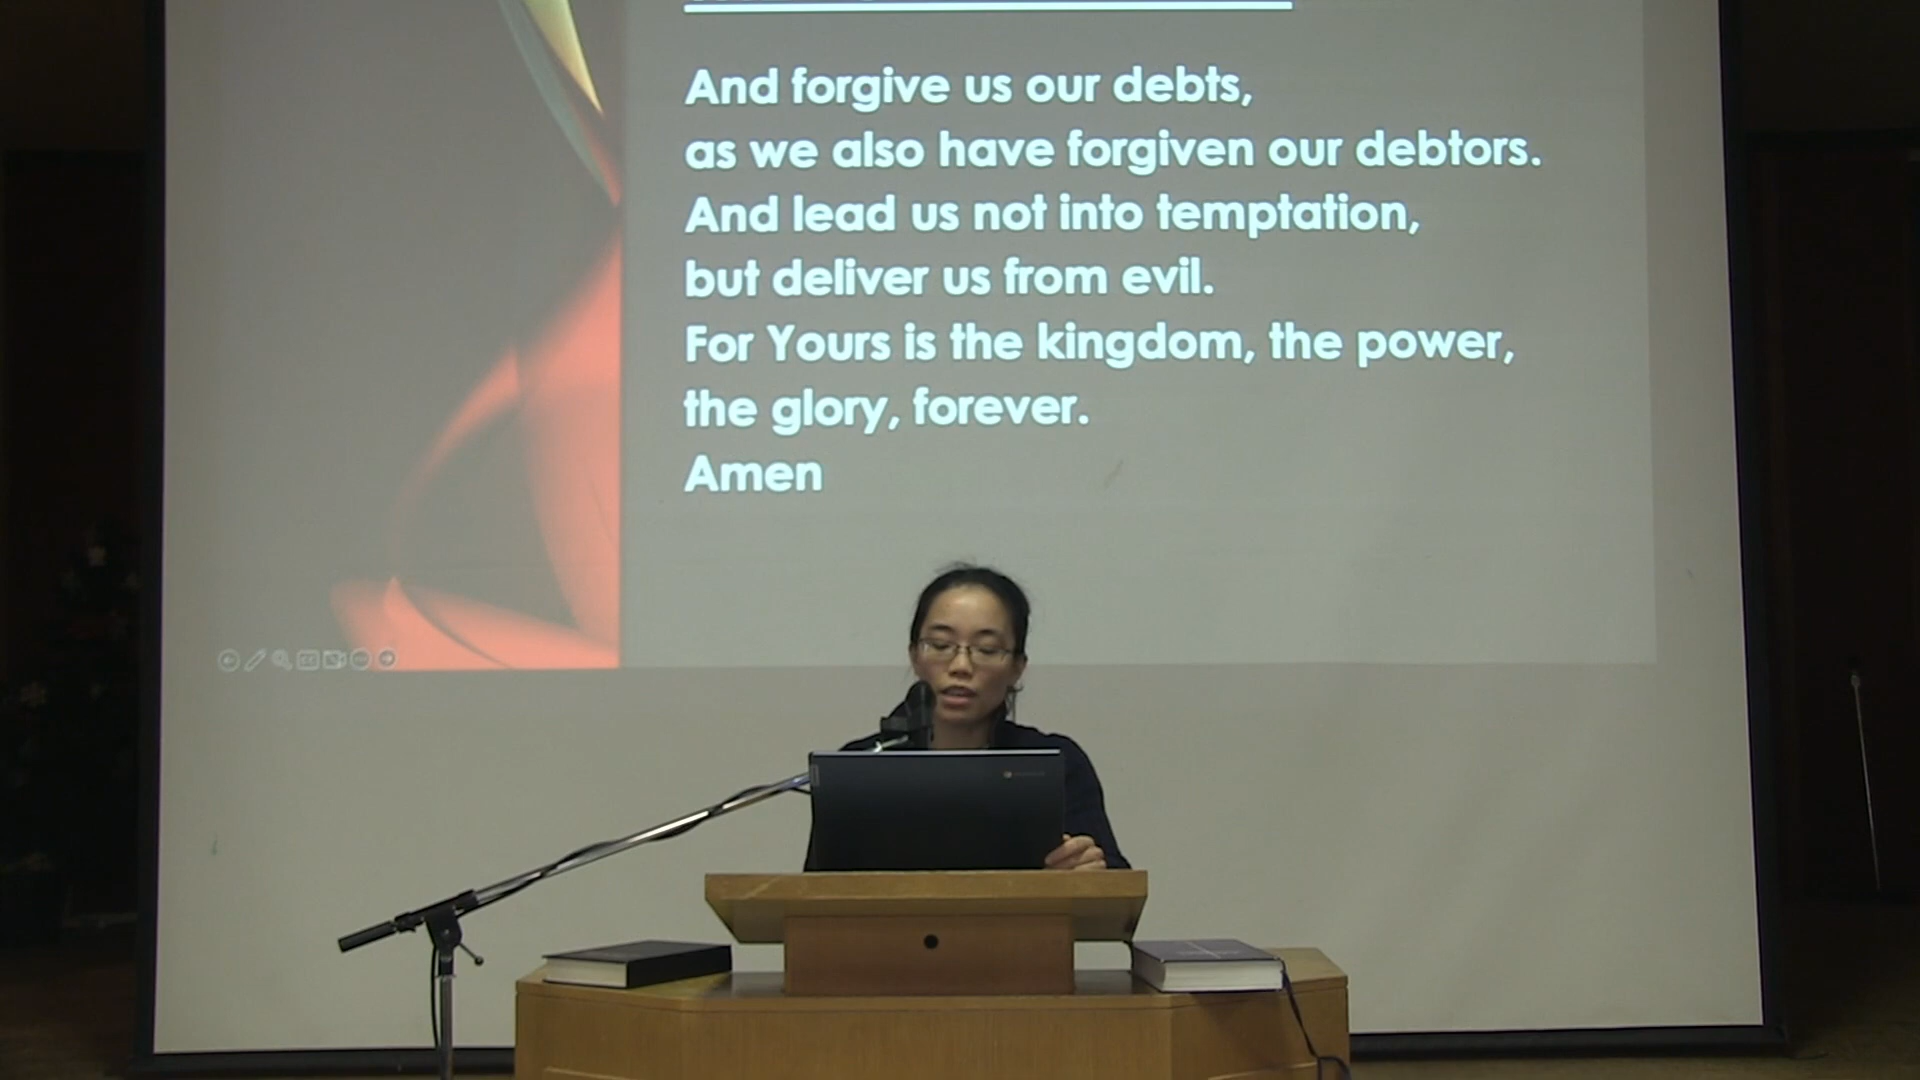 And forgive us our debts,
as we also have forgiven our debtors.
And lead us not into temptation,
but deliver us from evil.
For Yours is the kingdom, the power,
the glory, forever.
Amen